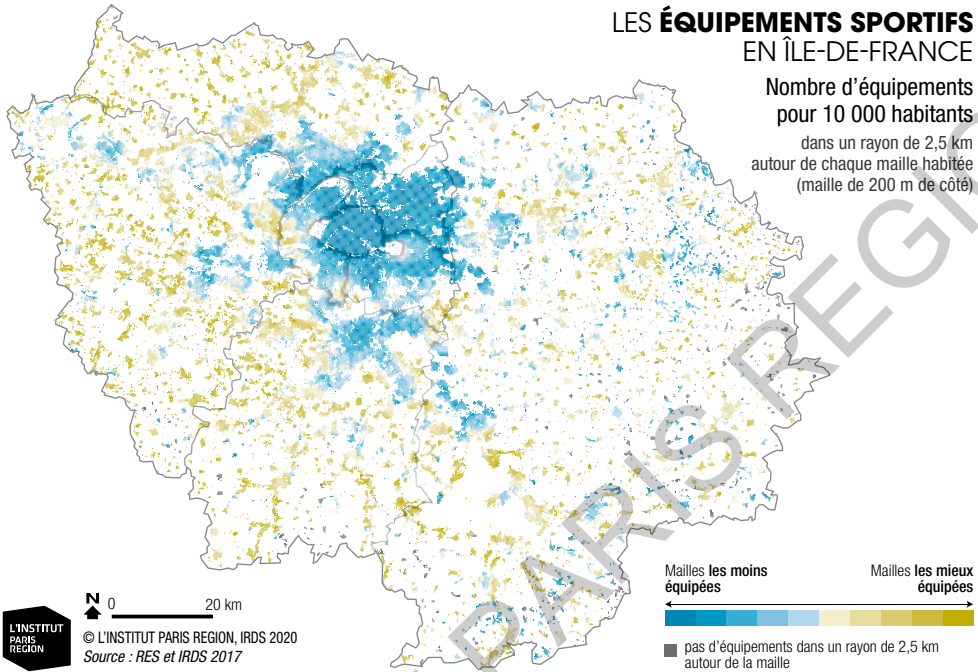 LES ÉQUIPEMENTS SPORTIFS
EN ÎLE-DE-FRANCE
Nombre d'équipements
pour 10 000 habitants
dans un rayon de 2,5 km
autour de chaque maille habitée
(maille de 200 m de côté)
PARIS REGIO
Mailles les moins
équipées
Mailles les mieux
équipées
pas d'équipements dans un rayon de 2,5 km
autour de la maille
N
0 20 km
L'INSTITUT
PARIS
REGION
© L'INSTITUT PARIS REGION, IRDS 2020
Source : RES et IRDS 2017